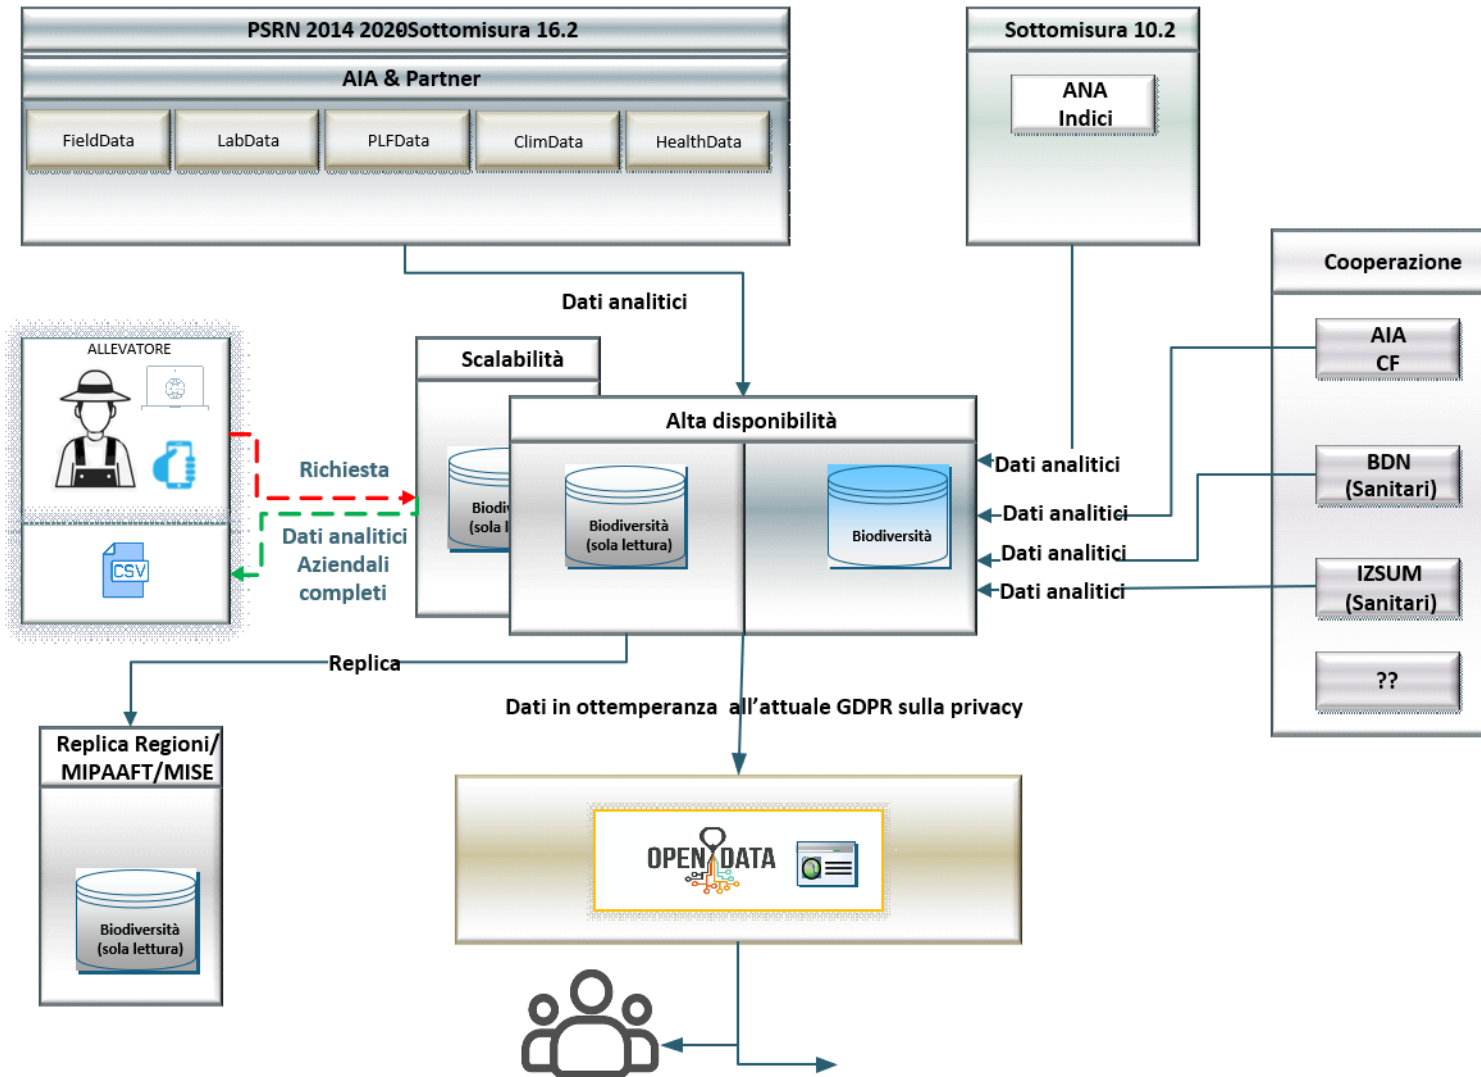 PSRN 2014 2020Sottomisura 16.2
AIA & Partner
FieldData
LabData
PLFData
ClimData
HealthData
Sottomisura 10.2
ANA
Indici
Cooperazione
AIA
CF
BDN
(Sanitari)
IZSUM
(Sanitari)
??
Dati analitici
ALLEVATORE
CSV
Richiesta
Dati analitici
Aziendali
completi
Scalabilità
Biodiv
(sola l
Alta disponibilità
Biodiversità
(sola lettura)
Biodiversità
Dati analitici
Dati analitici
Dati analitici
Dati analitici
Replica
Dati in ottemperanza all'attuale GDPR sulla privacy
Replica Regioni/
MIPAAFT/MISE
Biodiversità
(sola lettura)
OPEN DATA